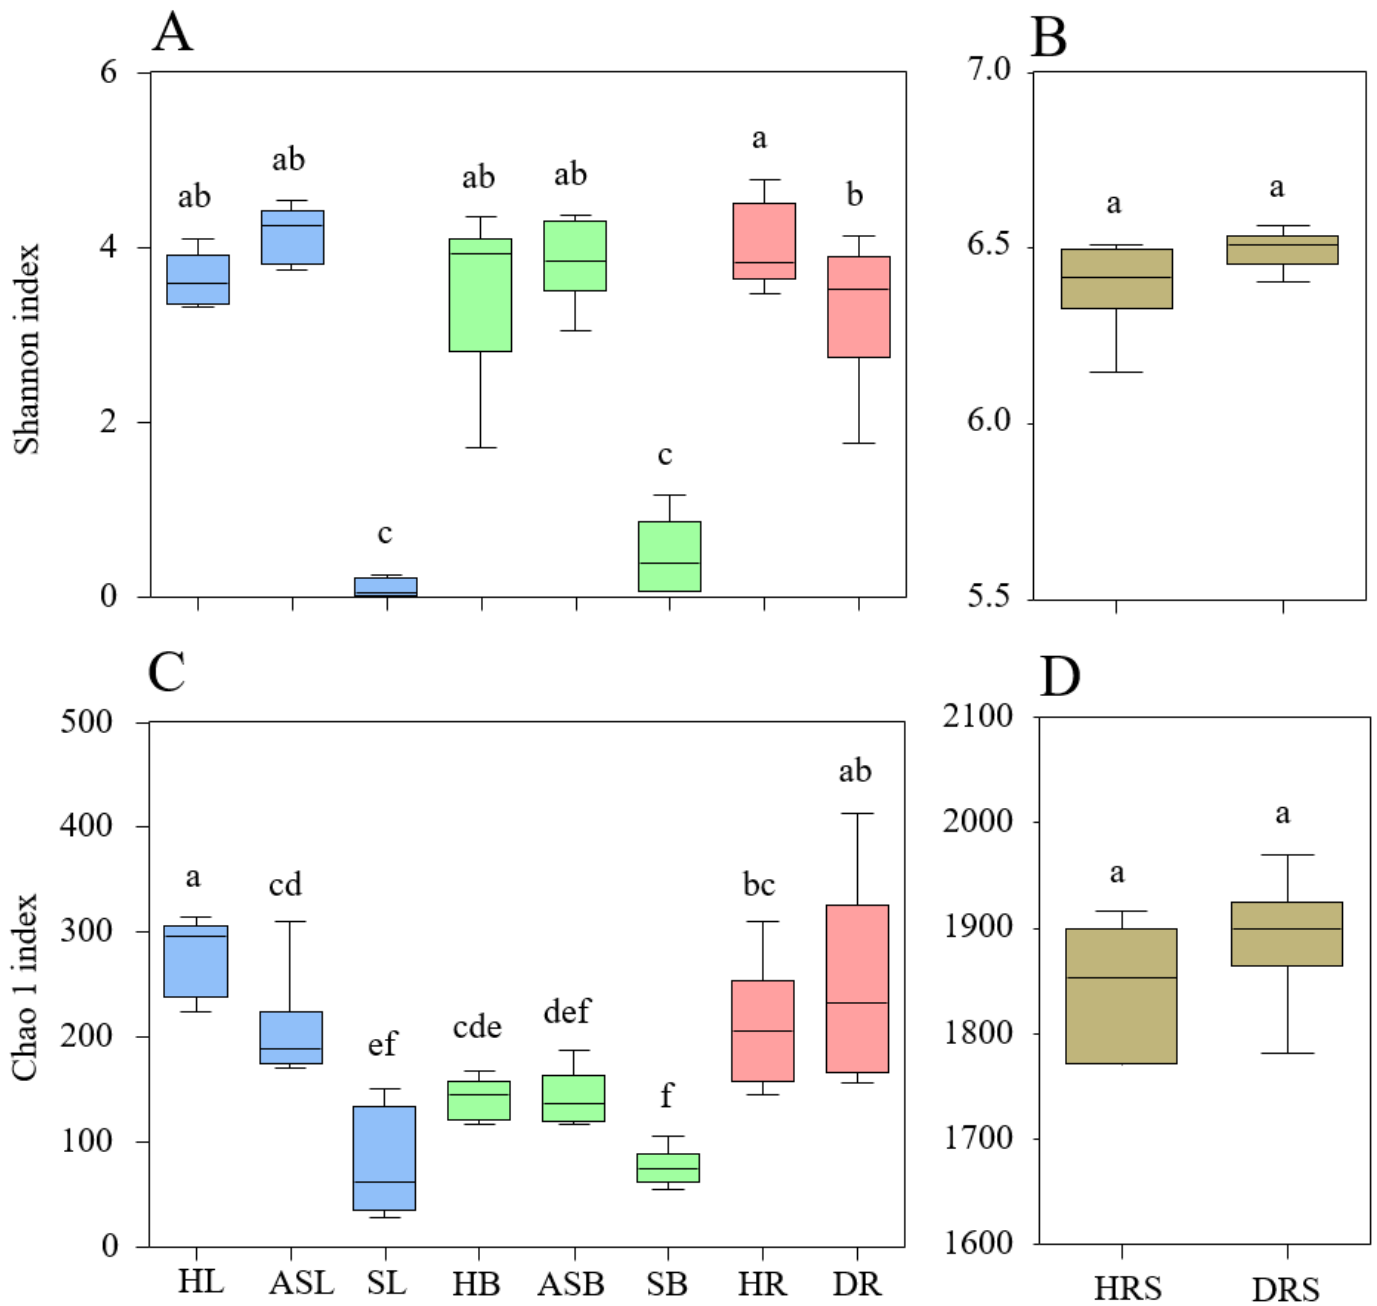 A
Shannon index
6
4
2
0
ab
ab
c
ab
ab
c
a
b
B
7.0
6.5
6.0
5.5
a
a
C
Chao 1 index
500
400
300
200
100
0
a
cd
ef
cde
def
f
bc
ab
HL ASL SL HB ASB SB HR DR
D
2100
2000
1900
1800
1700
1600
a
a
HRS DRS